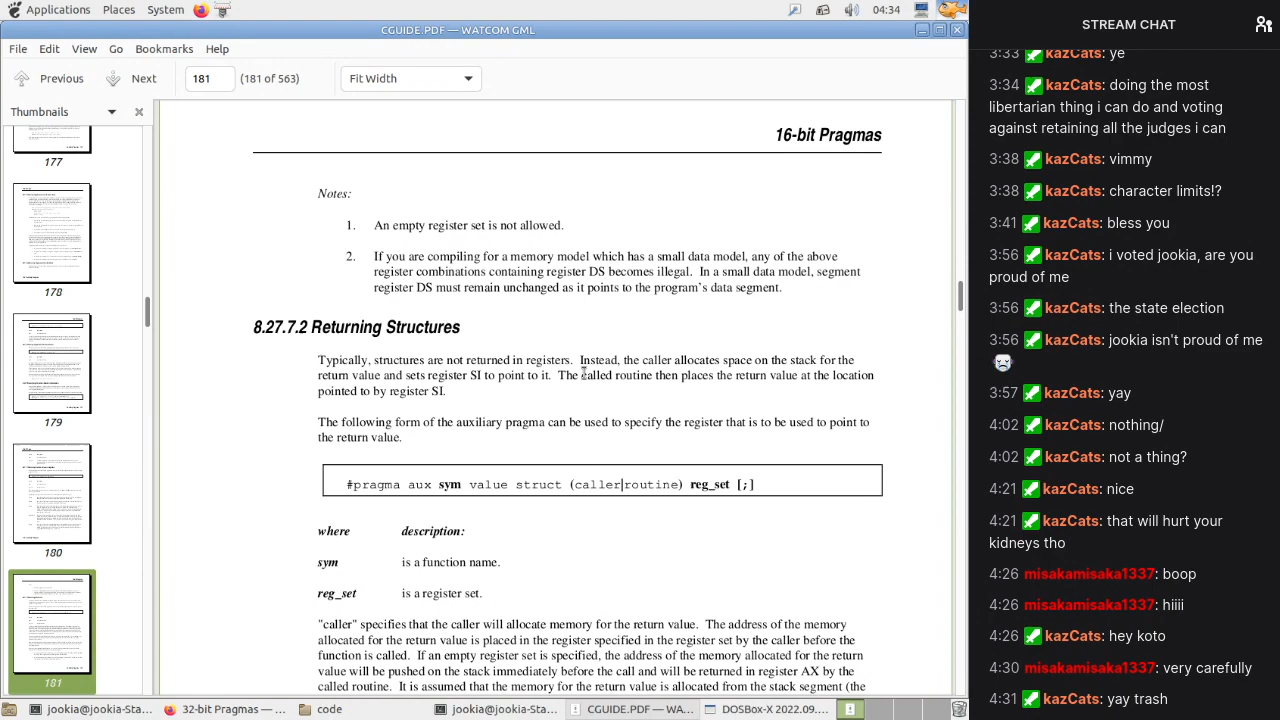 Applications Places System 04:34
CGUIDE.PDF — WATCOM GML
File Edit View Go Bookmarks Help
Previous Next 181 (181 of 563) Fit Width
Thumbnails
177
178
179
180
181
16-bit Pragmas
Notes:
1. An empty register set is not allowed.
2. If you are compiling for a memory model which has a small data model, any of the above
register combinations containing register DS becomes illegal. In a small data model, segment
register DS must remain unchanged as it points to the program's data segment.
8.27.7.2 Returning Structures
Typically, structures are not returned in registers. Instead, the caller allocates space on the stack for the
return value and sets register SI to point to it. The called routine then places the return value at the location
pointed to by register SI.
The following form of the auxiliary pragma can be used to specify the register that is to be used to point to
the return value.
#pragma aux sym value struct (caller|routine) reg_set [;]
where description:
sym is a function name.
reg_set is a register set.
"caller" specifies that the caller will allocate memory for the return value. The address of the memory
allocated for the return value is placed in the register specified in the register set by the caller before the
function is called. If an empty register set is specified, the address of the memory allocated for the return
value will be pushed on the stack immediately before the call and will be returned in register AX by the
called routine. It is assumed that the memory for the return value is allocated from the stack segment (the
jookia@jookia-Sta... 32-bit Pragmas — ... jookia@jookia-Sta... CGUIDE.PDF — WA... DOSBox-X 2022.09....
STREAM CHAT
3:33 kazCats: ye
3:34 kazCats: doing the most
libertarian thing i can do and voting
against retaining all the judges i can
3:38 kazCats: vimmy
3:38 kazCats: character limits!?
3:41 kazCats: bless you
3:56 kazCats: i voted jookia, are you
proud of me
3:56 kazCats: the state election
3:56 kazCats: jookia isn't proud of me
3:57 kazCats: yay
4:02 kazCats: nothing/
4:02 kazCats: not a thing?
4:21 kazCats: nice
4:21 kazCats: that will hurt your
kidneys tho
4:26 misakamisaka1337: boop
4:26 misakamisaka1337: hiiii
4:26 kazCats: hey koto
4:30 misakamisaka1337: very carefully
4:31 kazCats: yay trash